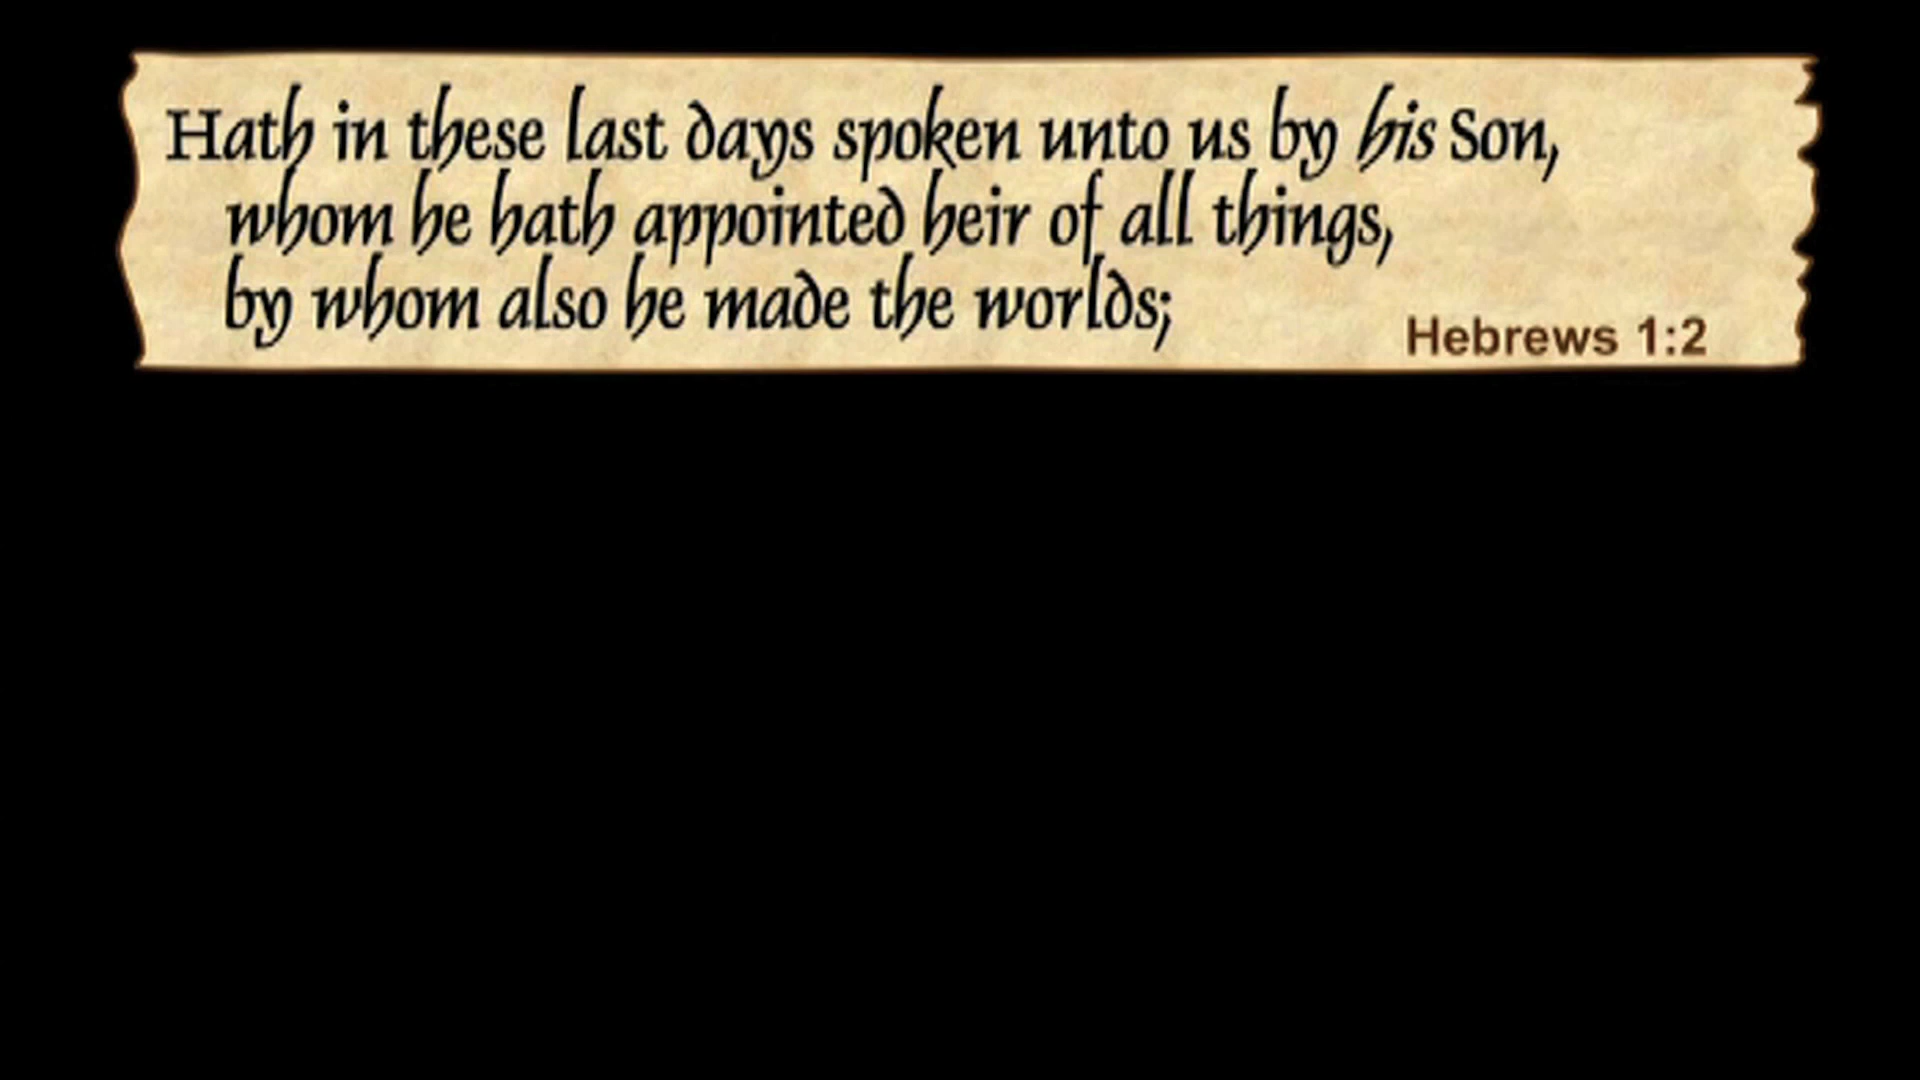 Hath in these last days spoken unto us by his Son,
whom he hath appointed heir of all things,
by whom also he made the worlds;
Hebrews 1:2